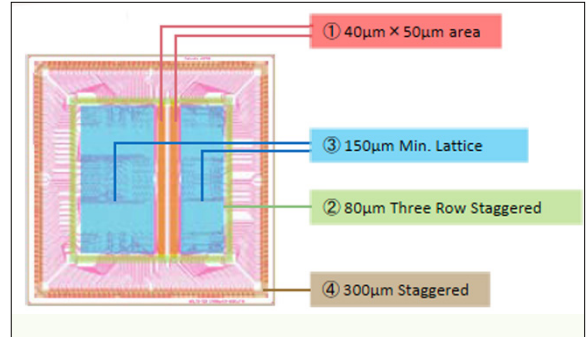 ① 40μm × 50μm area
③ 150μm Min. Lattice
② 80μm Three Row Staggered
④ 300μm Staggered